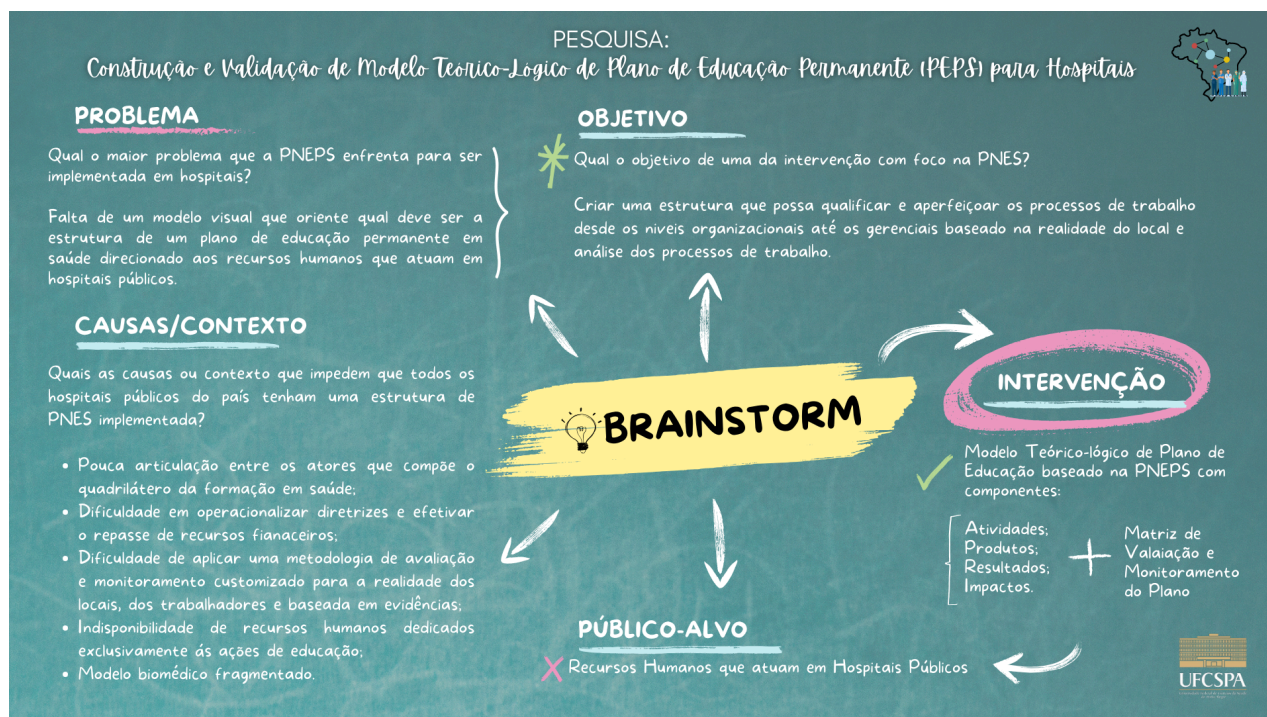 PESQUISA:
Construção e Validação de Modelo Teórico-Lógico de Plano de Educação Permanente (PEPS) para Hospitais
PROBLEMA
Qual o maior problema que a PNEPS enfrenta para ser
implementada em hospitais?
Falta de um modelo visual que oriente qual deve ser a
estrutura de um plano de educação permanente em
saúde direcionado aos recursos humanos que atuam em
hospitais públicos.
OBJETIVO
Qual o objetivo de uma da intervenção com foco na PNES?
Criar uma estrutura que possa qualificar e aperfeiçoar os processos de trabalho
desde os niveis organizacionais até os gerenciais baseado na realidade do local e
análise dos processos de trabalho.
CAUSAS/CONTEXTO
Quais as causas ou contexto que impedem que todos os
hospitais públicos do país tenham uma estrutura de
PNES implementada?
• Pouca articulação entre os atores que compõe o
quadrilátero da formação em saúde;
• Dificuldade em operacionalizar diretrizes e efetivar
o repasse de recursos fianaceiros;
• Dificuldade de aplicar uma metodologia de avaliação
e monitoramento customizado para a realidade dos
locais, dos trabalhadores e baseada em evidências;
• Indisponibilidade de recursos humanos dedicados
exclusivamente ás ações de educação;
• Modelo biomédico fragmentado.
BRAINSTORM
INTERVENÇÃO
Modelo Teórico-lógico de Plano de
Educação baseado na PNEPS com
componentes:
Atividades;
Produtos;
Resultados;
Impactos.
+
Matriz de
Valaiação e
Monitoramento
do Plano
PÚBLICO-ALVO
Recursos Humanos que atuam em Hospitais Públicos
UFCSPA